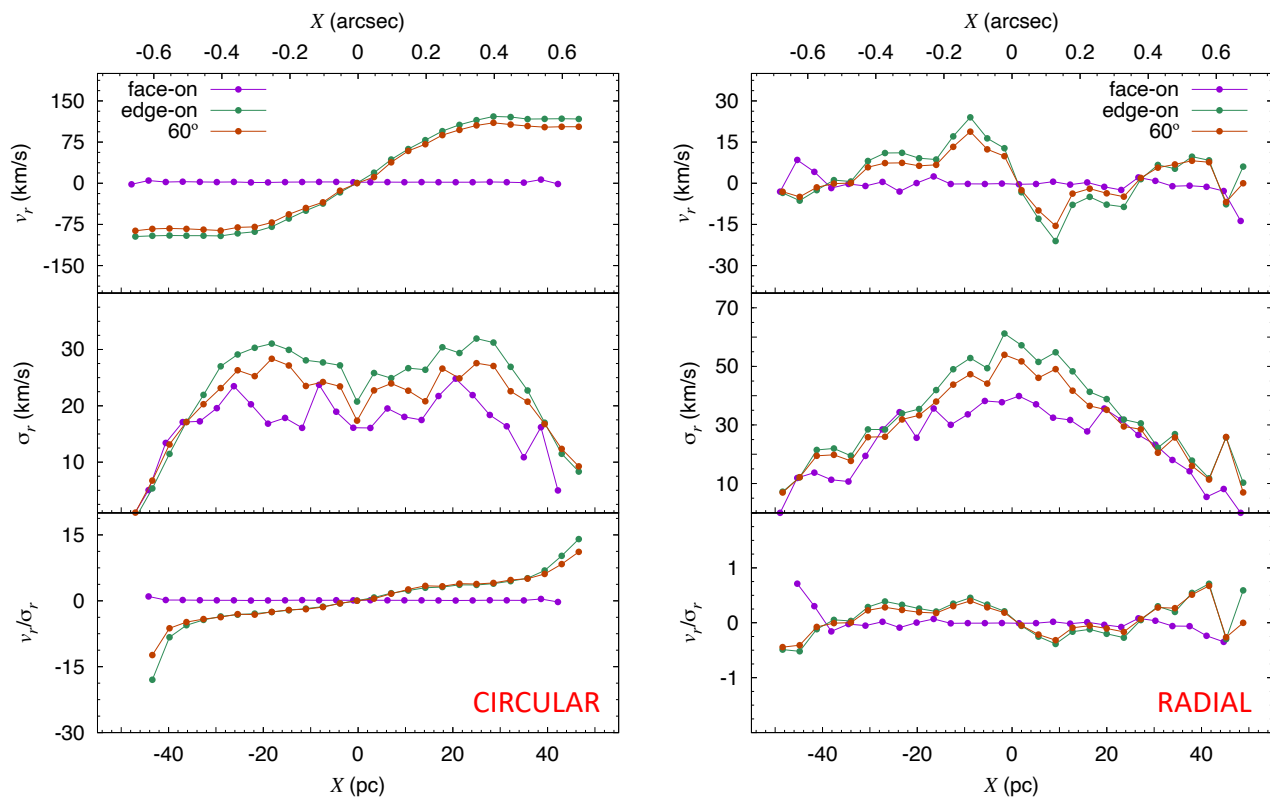 X (arcsec)
-0.6 -0.4 -0.2 0 0.2 0.4 0.6
face-on
edge-on
60°
150
75
0
-75
-150
v_r (km/s)
30
20
10
σ_r (km/s)
15
0
-15
-30
v_r/σ_r
CIRCULAR
-40 -20 0 20 40
X (pc)
X (arcsec)
-0.6 -0.4 -0.2 0 0.2 0.4 0.6
face-on
edge-on
60°
30
15
0
-15
-30
v_r (km/s)
70
50
30
10
σ_r (km/s)
1
0
-1
v_r/σ_r
RADIAL
-40 -20 0 20 40
X (pc)